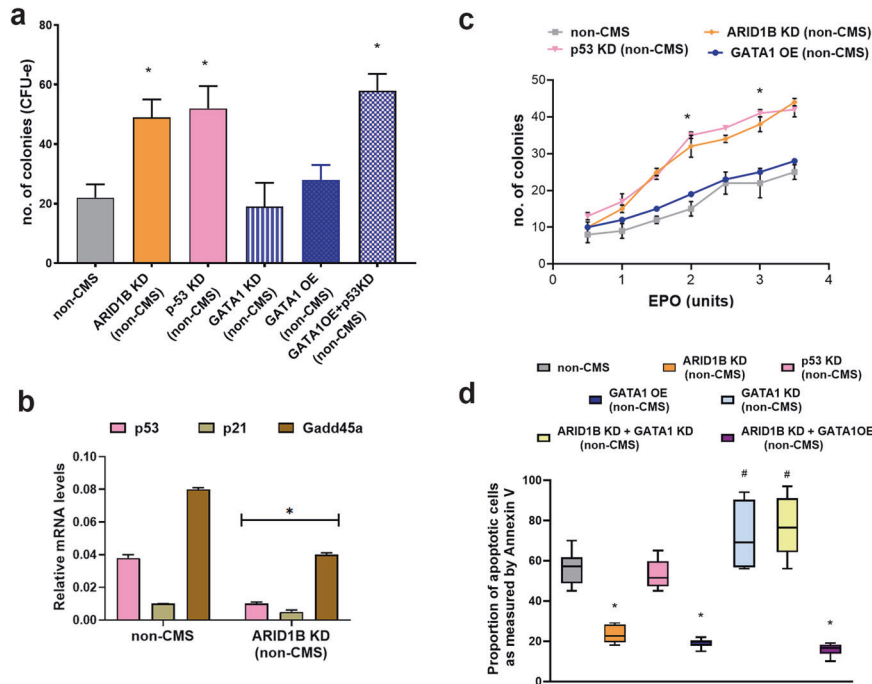 a
no. of colonies (CFU-e)
80
60
40
20
0
*
*
*
non-CMS
ARID1B KD
(non-CMS)
p-53 KD
(non-CMS)
GATA1 KD
(non-CMS)
GATA1 OE
(non-CMS)
GATA1OE+p53KD
(non-CMS)
b
p53 p21 Gadd45a
Relative mRNA levels
0.10
0.08
0.06
0.04
0.02
0.00
*
non-CMS
ARID1B KD
(non-CMS)
c
non-CMS ARID1B KD (non-CMS)
p53 KD (non-CMS) GATA1 OE (non-CMS)
no. of colonies
50
40
30
20
10
0
*
*
0 1 2 3 4
EPO (units)
d
non-CMS
ARID1B KD
(non-CMS)
p53 KD
(non-CMS)
GATA1 OE
(non-CMS)
GATA1 KD
(non-CMS)
ARID1B KD + GATA1 KD
(non-CMS)
ARID1B KD + GATA1OE
(non-CMS)
Proportion of apoptotic cells
as measured by Annexin V
100
80
60
40
20
0
*
*
#
#
*